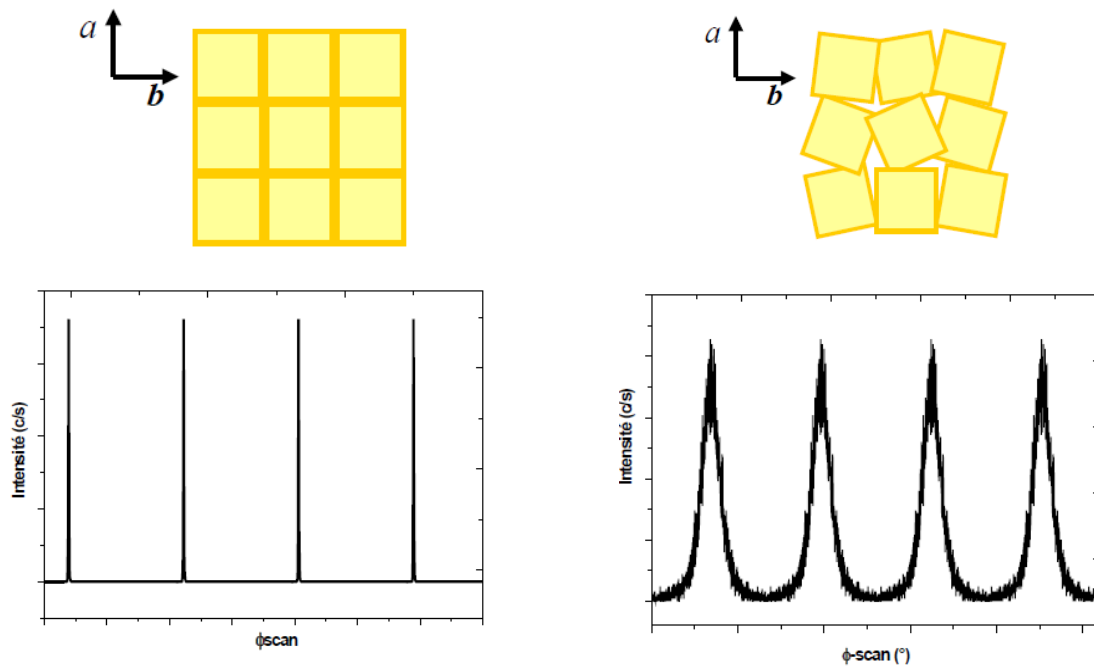 a
b
a
b
Intensité (c/s)
ϕscan
Intensité (c/s)
ϕ-scan (°)